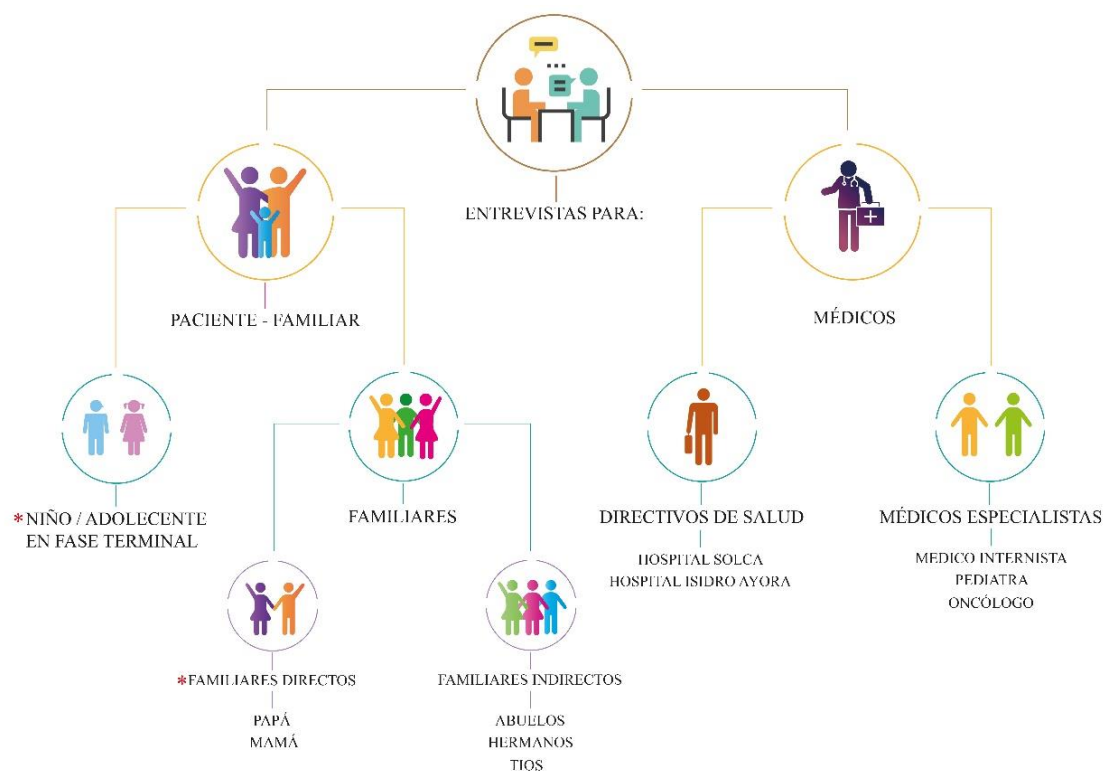 ENTREVISTAS PARA:
PACIENTE - FAMILIAR
MÉDICOS
*NIÑO / ADOLECENTE
EN FASE TERMINAL
FAMILIARES
DIRECTIVOS DE SALUD
HOSPITAL SOLCA
HOSPITAL ISIDRO AYORA
MÉDICOS ESPECIALISTAS
MEDICO INTERNISTA
PEDIATRA
ONCÓLOGO
*FAMILIARES DIRECTOS
PAPÁ
MAMÁ
FAMILIARES INDIRECTOS
ABUELOS
HERMANOS
TIOS